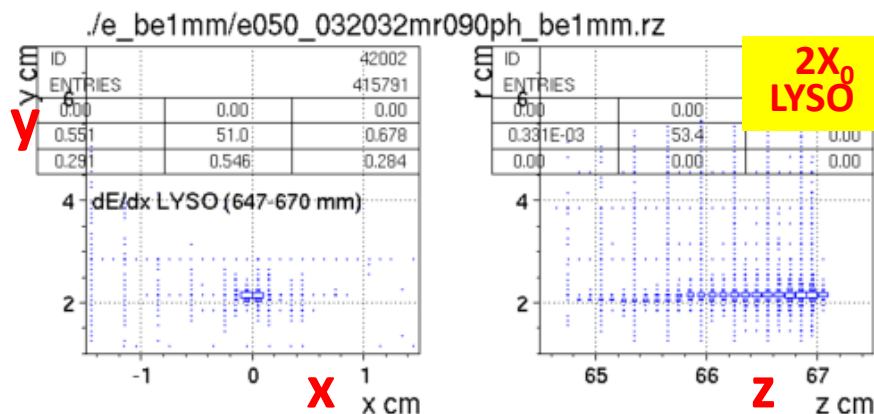 ./e_be1mm/e050_032032mr090ph_be1mm.rz
y cm
y
ID 42002
ENTRIES 415791
0.00 0.00 0.00
0.551 51.0 0.678
0.291 0.546 0.284
6
4
2
dE/dx LYSO (647-670 mm)
-1 0 1
x x cm
r cm
ID
ENTRIES
0.00 0.00
0.331E-03 53.4 0.00
0.00 0.00 0.00
6
4
2
65 66 67
z z cm
2X₀
LYSO